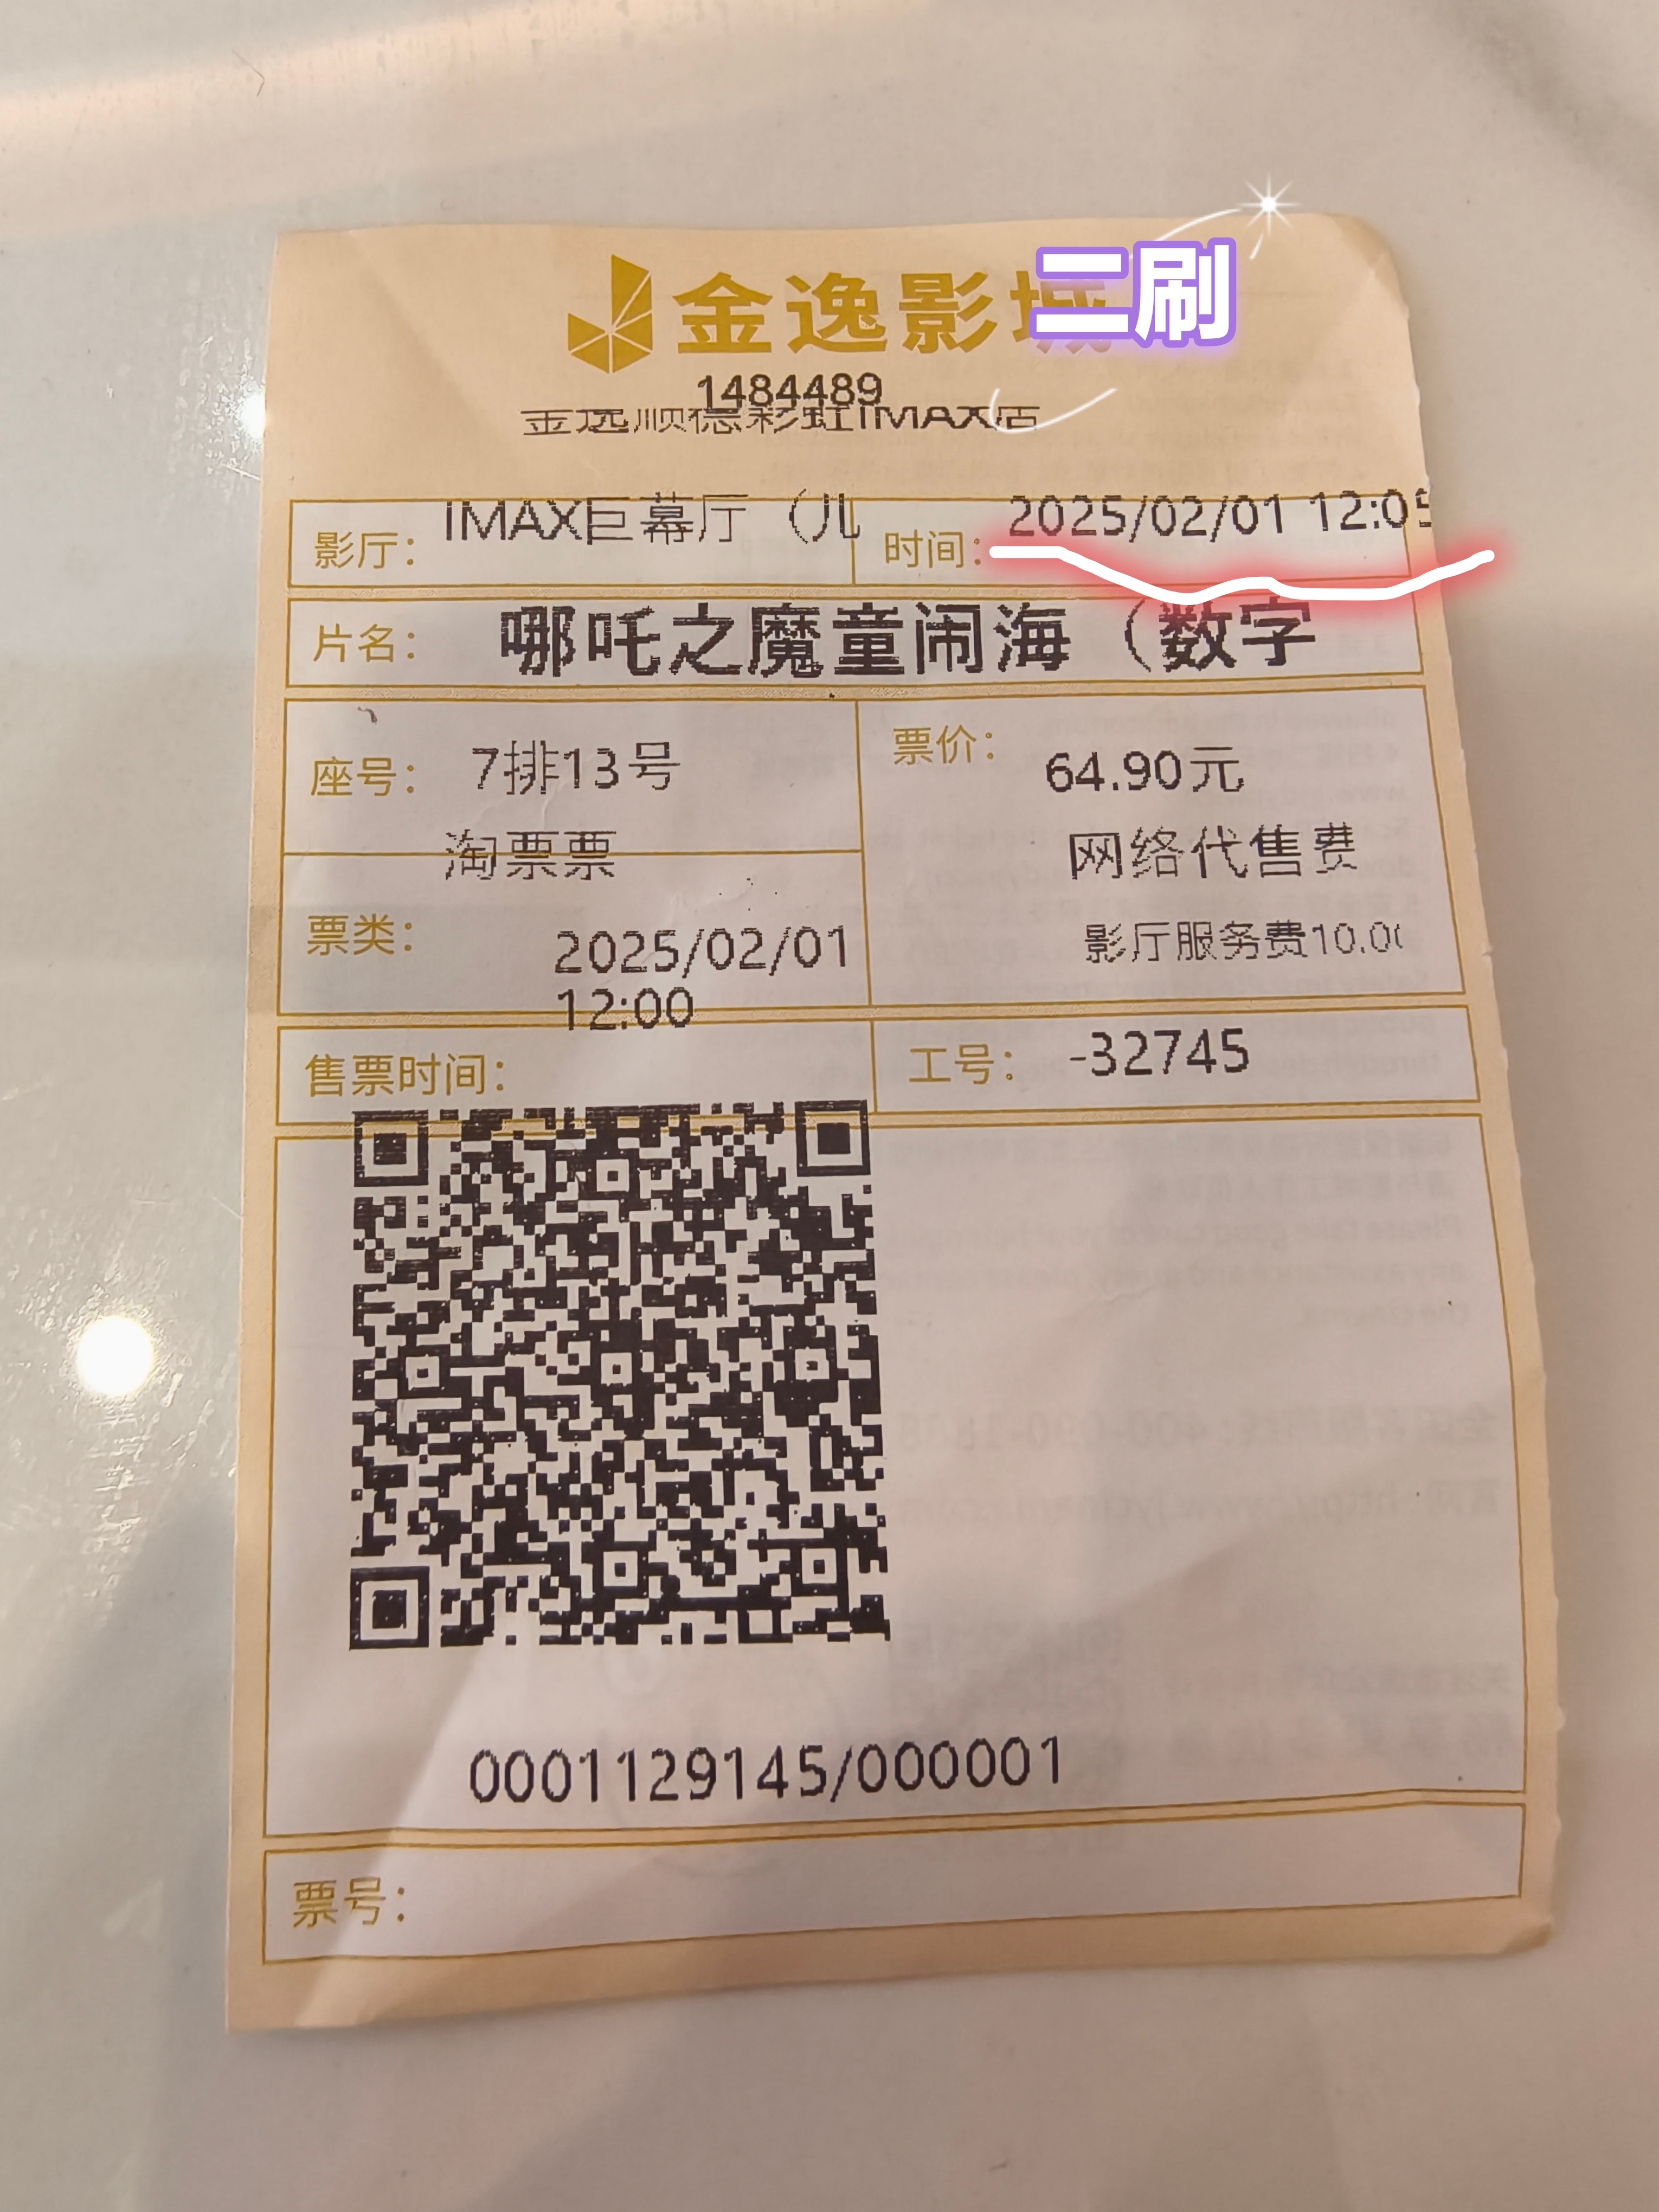 金逸影城
二刷
1484489
金逸顺德彩虹IMAX店
影厅： IMAX巨幕厅（儿
时间： 2025/02/01 12:05
片名： 哪吒之魔童闹海（数字
座号： 7排13号
票价： 64.90元
淘票票
网络代售费
票类：
影厅服务费10.0
2025/02/01
12:00
售票时间：
工号： -32745
0001129145/000001
票号：